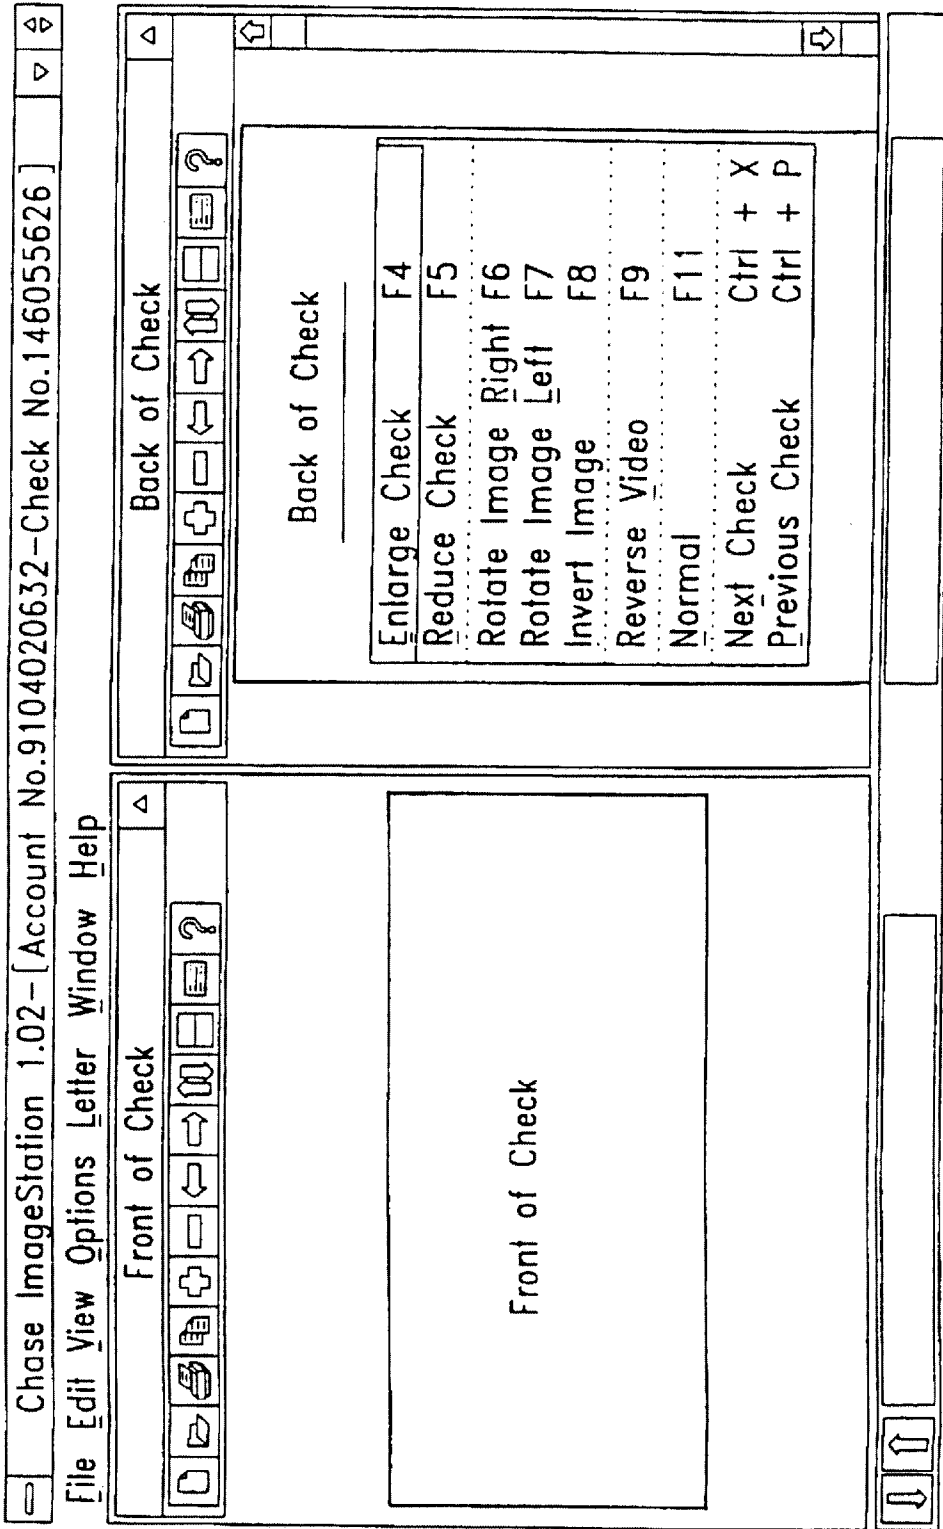 Chase ImageStation 1.02-[Account No.9104020632-Check No.146055626]
File Edit View Options Letter Window Help
Front of Check
?
Front of Check
Back of Check
?
Back of Check
Enlarge Check F4
Reduce Check F5
Rotate Image Right F6
Rotate Image Left F7
Invert Image F8
Reverse Video F9
Normal F11
Next Check Ctrl + X
Previous Check Ctrl + P